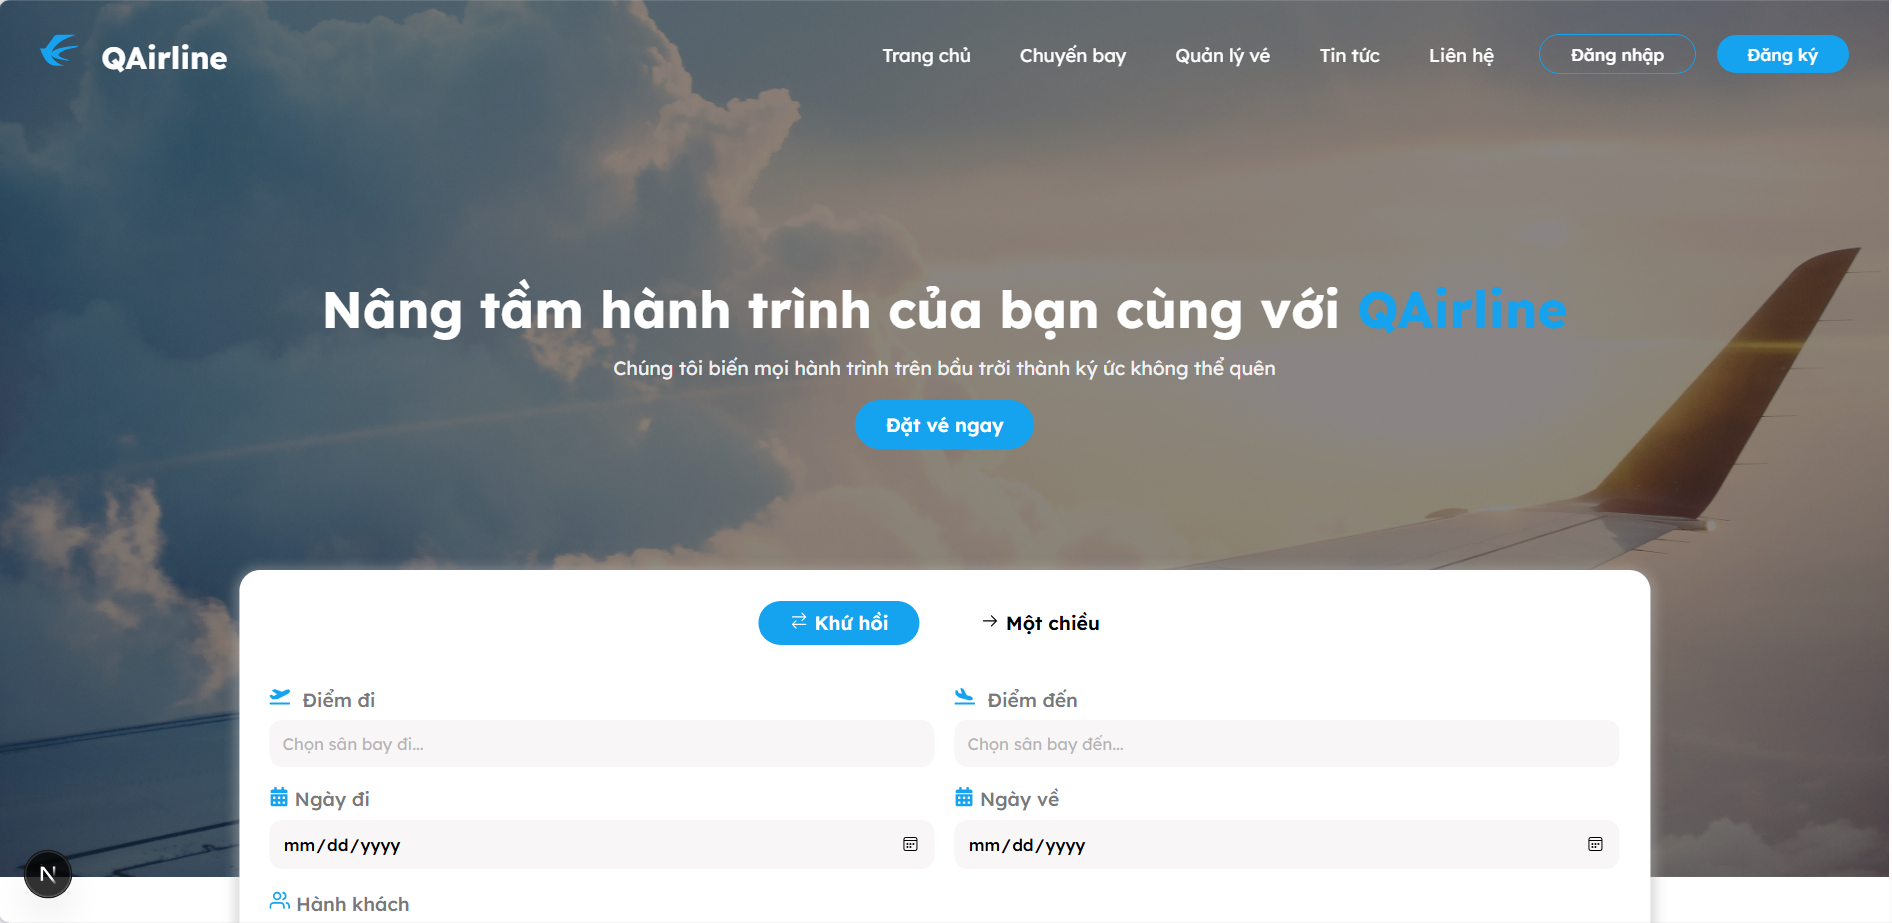 QAirline
Trang chủ
Chuyến bay
Quản lý vé
Tin tức
Liên hệ
Đăng nhập
Đăng ký
Nâng tầm hành trình của bạn cùng với QAirline
Chúng tôi biến mọi hành trình trên bầu trời thành ký ức không thể quên
Đặt vé ngay
Khứ hồi
Một chiều
Điểm đi
Điểm đến
Chọn sân bay đi...
Chọn sân bay đến...
Ngày đi
Ngày về
mm/dd/yyyy
mm/dd/yyyy
N
Hành khách